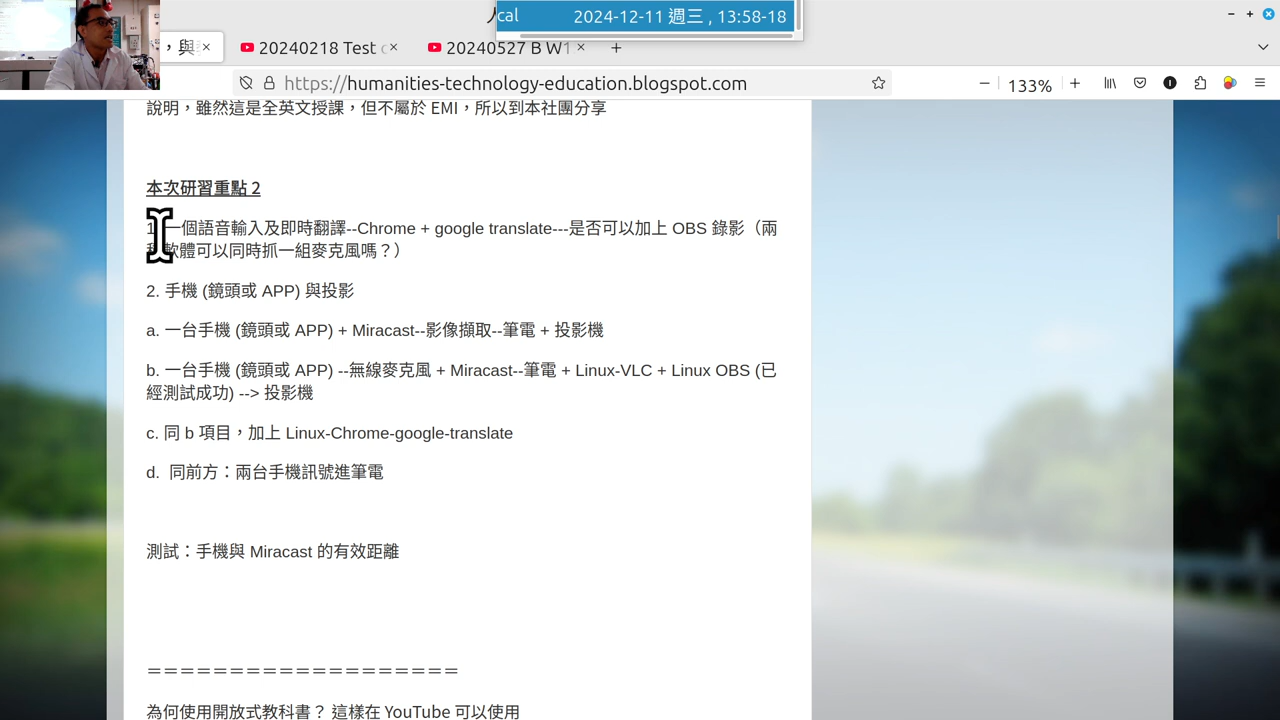 人
cal 2024-12-11 週三 , 13:58-18
，與
20240218 Test c
20240527 B W1
https://humanities-technology-education.blogspot.com
133%
說明，雖然這是全英文授課，但不屬於 EMI，所以到本社團分享
本次研習重點 2
1. 一個語音輸入及即時翻譯--Chrome + google translate---是否可以加上 OBS 錄影（兩
軟體可以同時抓一組麥克風嗎？）
2. 手機 (鏡頭或 APP) 與投影
a. 一台手機 (鏡頭或 APP) + Miracast--影像擷取--筆電 + 投影機
b. 一台手機 (鏡頭或 APP) --無線麥克風 + Miracast--筆電 + Linux-VLC + Linux OBS (已
經測試成功) --> 投影機
c. 同 b 項目，加上 Linux-Chrome-google-translate
d. 同前方：兩台手機訊號進筆電
測試：手機與 Miracast 的有效距離
＝＝＝＝＝＝＝＝＝＝＝＝＝＝＝＝＝＝＝
為何使用開放式教科書？ 這樣在 YouTube 可以使用